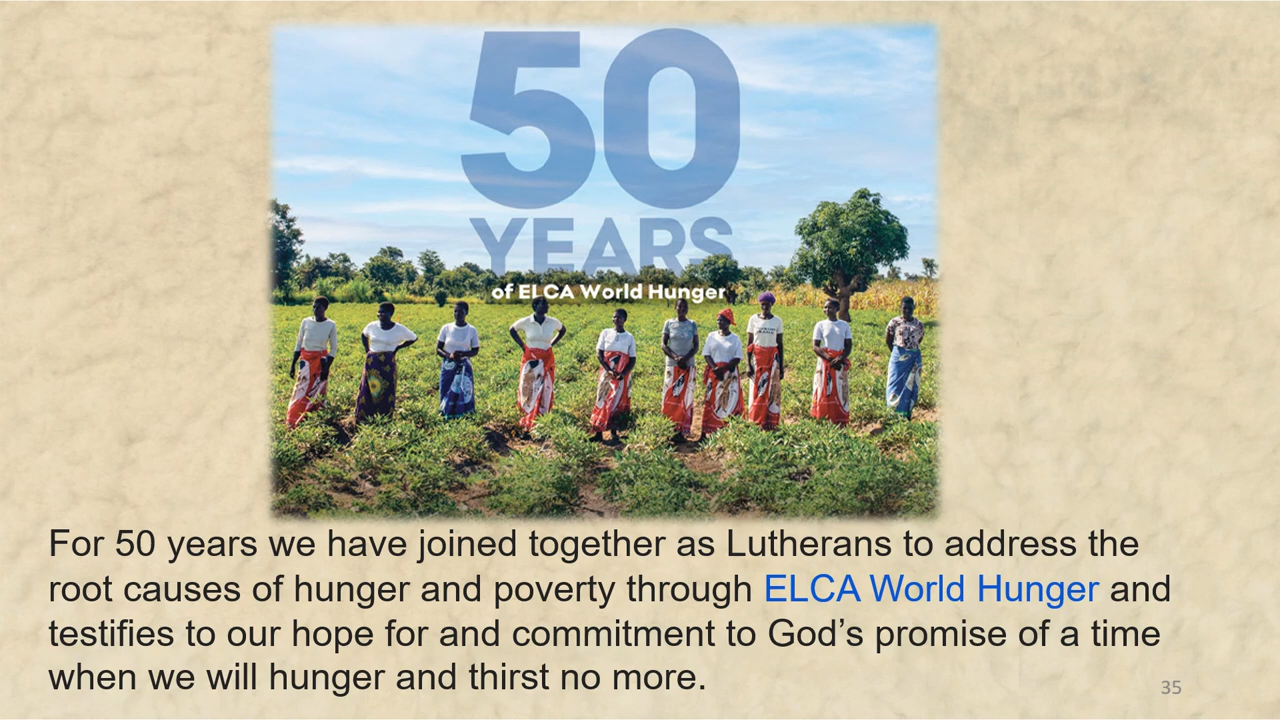 50
YEARS
of ELCA World Hunger
For 50 years we have joined together as Lutherans to address the
root causes of hunger and poverty through ELCA World Hunger and
testifies to our hope for and commitment to God’s promise of a time
when we will hunger and thirst no more.
35